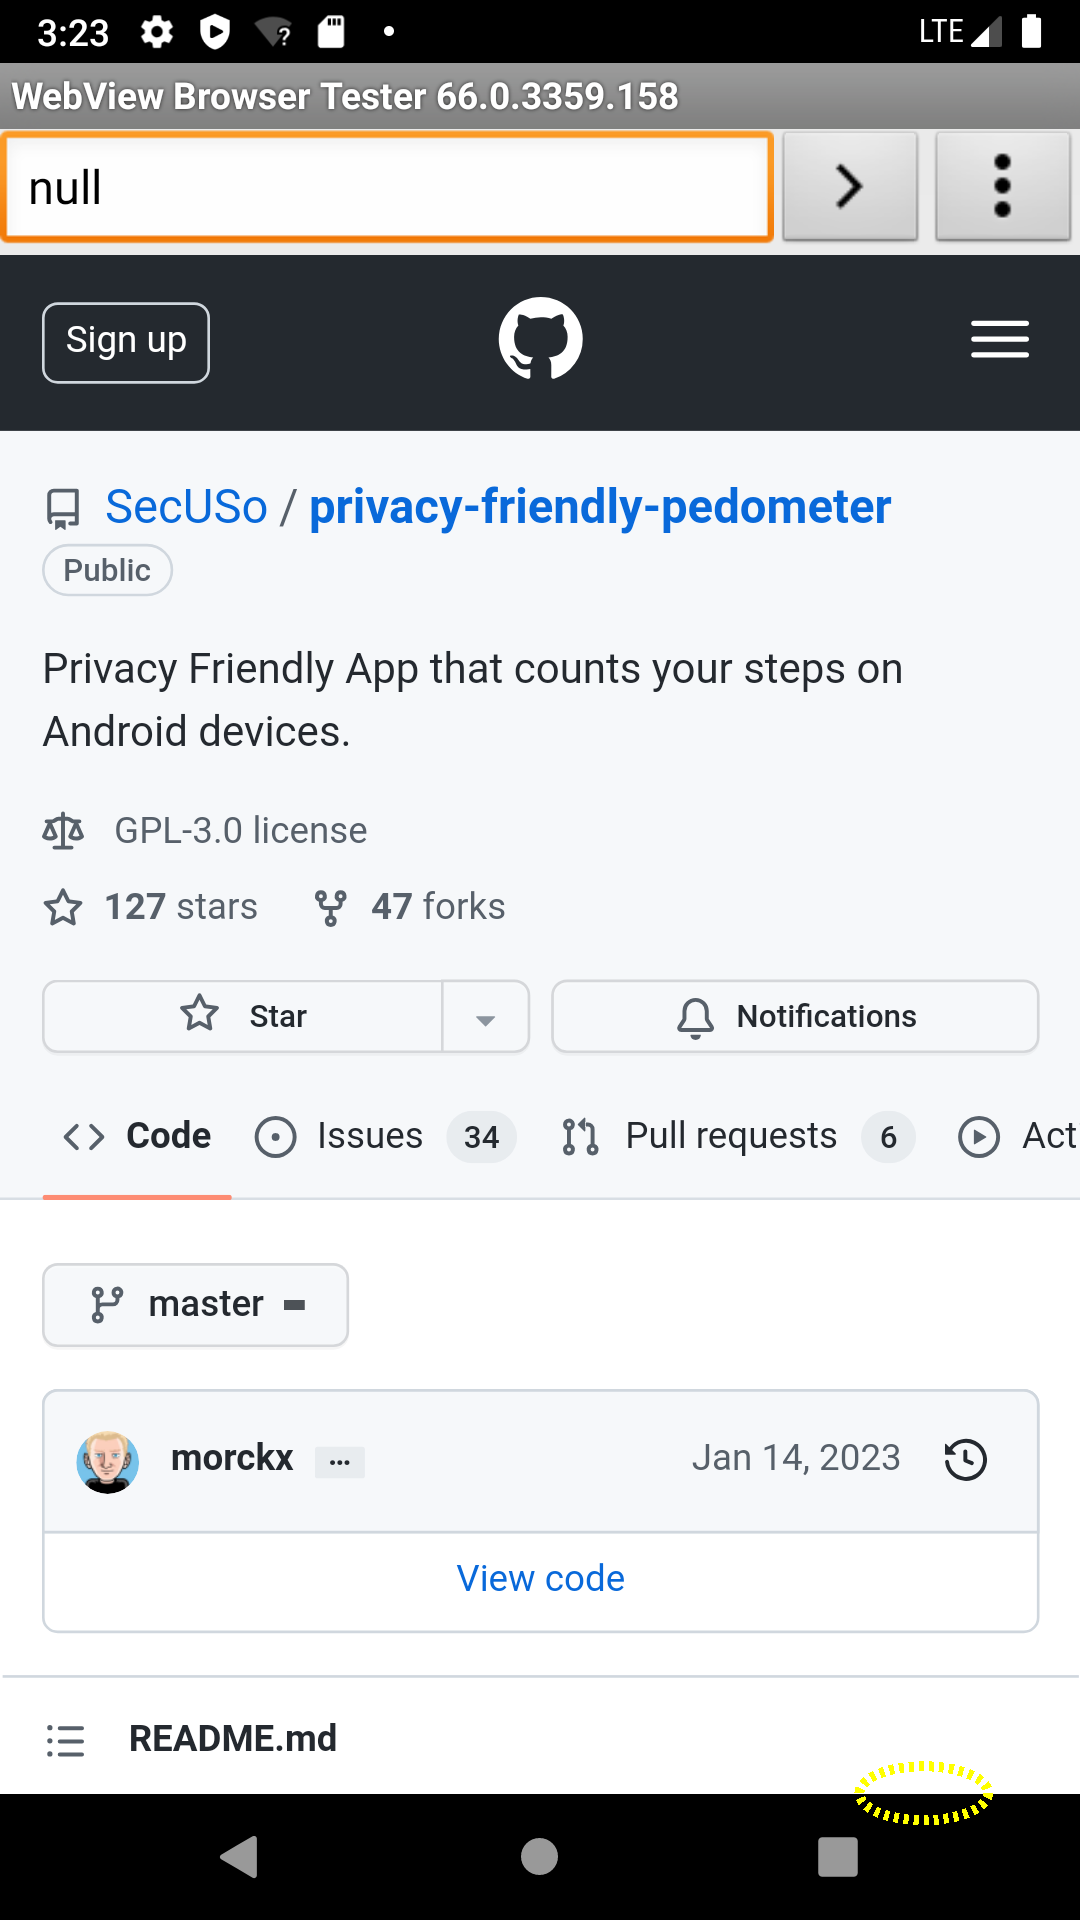 3:23
LTE
WebView Browser Tester 66.0.3359.158
null
Sign up
SecUSo / privacy-friendly-pedometer
Public
Privacy Friendly App that counts your steps on
Android devices.
GPL-3.0 license
127 stars 47 forks
Star
Notifications
Code Issues 34 Pull requests 6 Acti
master
morckx ... Jan 14, 2023
View code
README.md